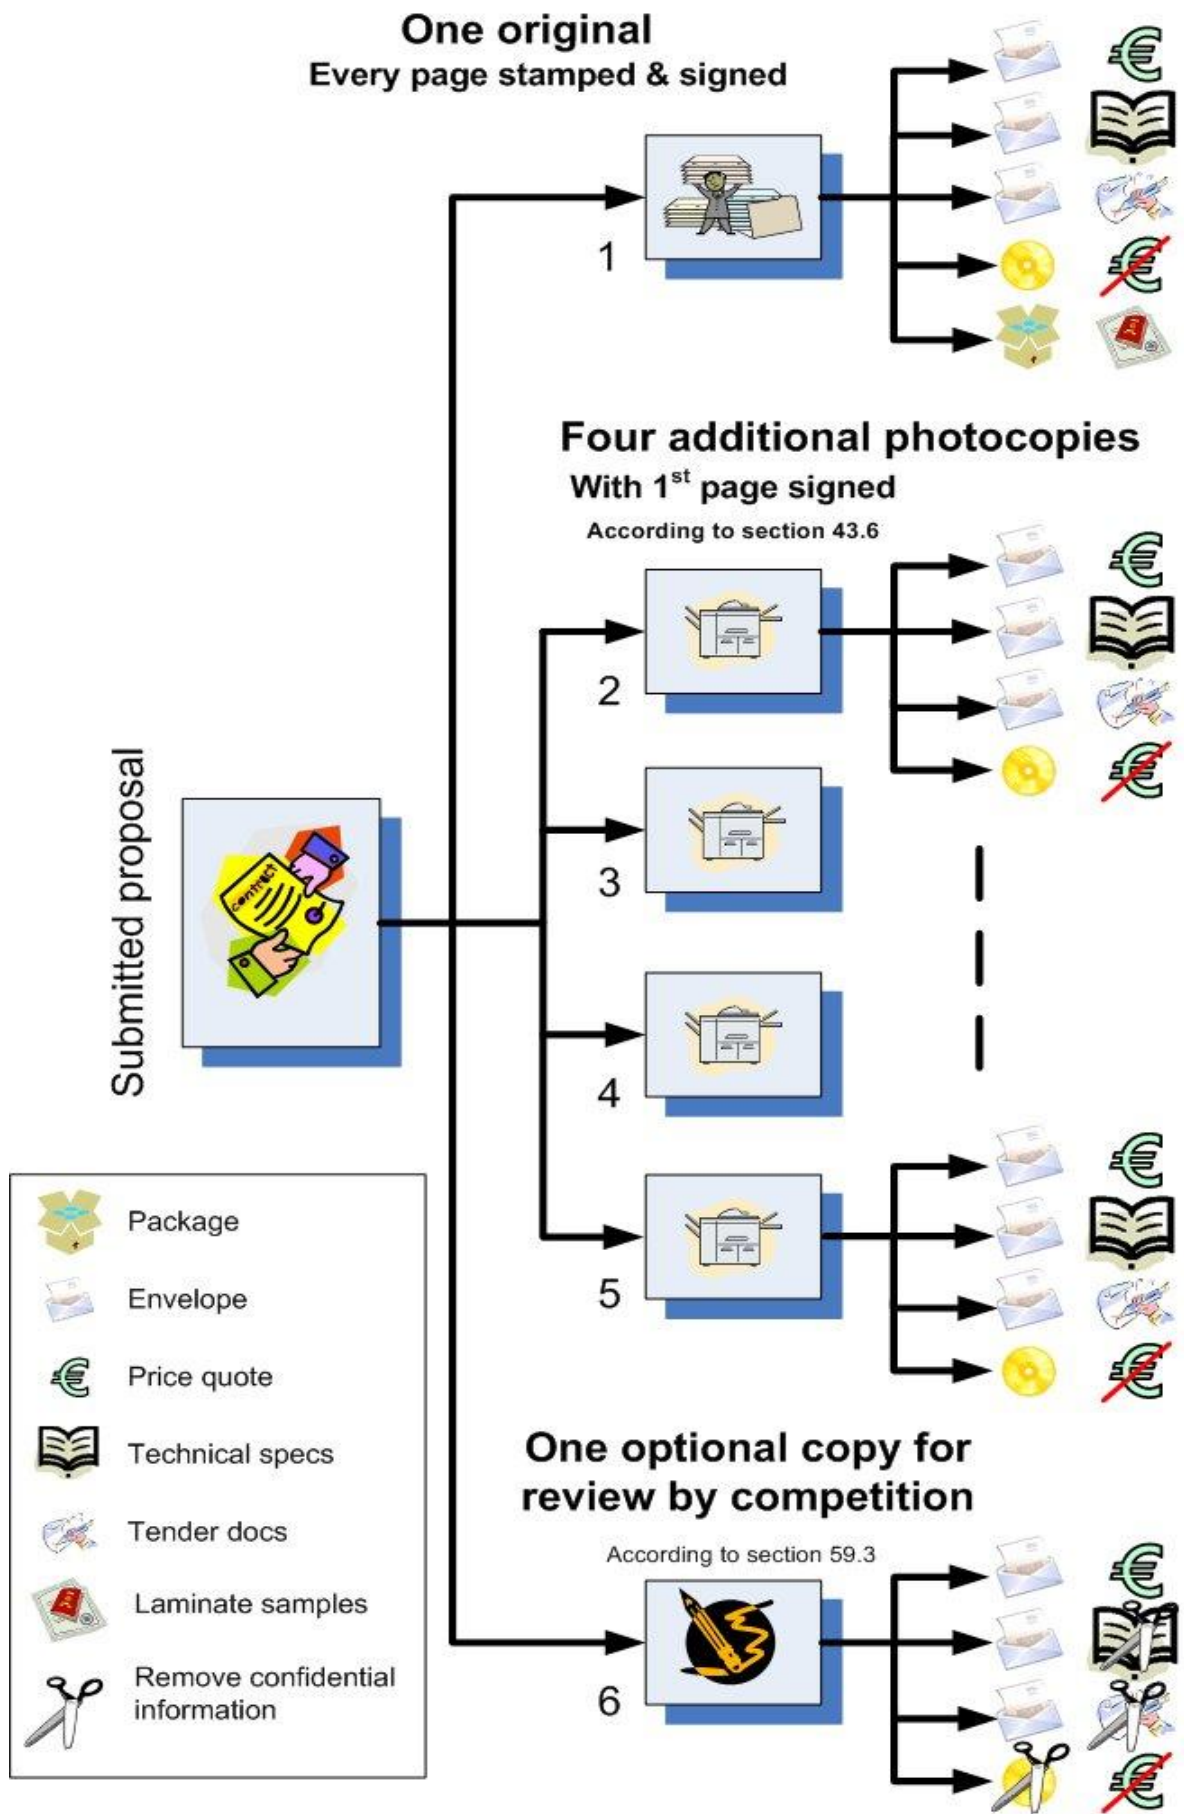 One original
Every page stamped & signed
1
Four additional photocopies
With 1st page signed
According to section 43.6
2
3
4
5
Submitted proposal
contract
One optional copy for
review by competition
According to section 59.3
6
Package
Envelope
Price quote
Technical specs
Tender docs
Laminate samples
Remove confidential
information